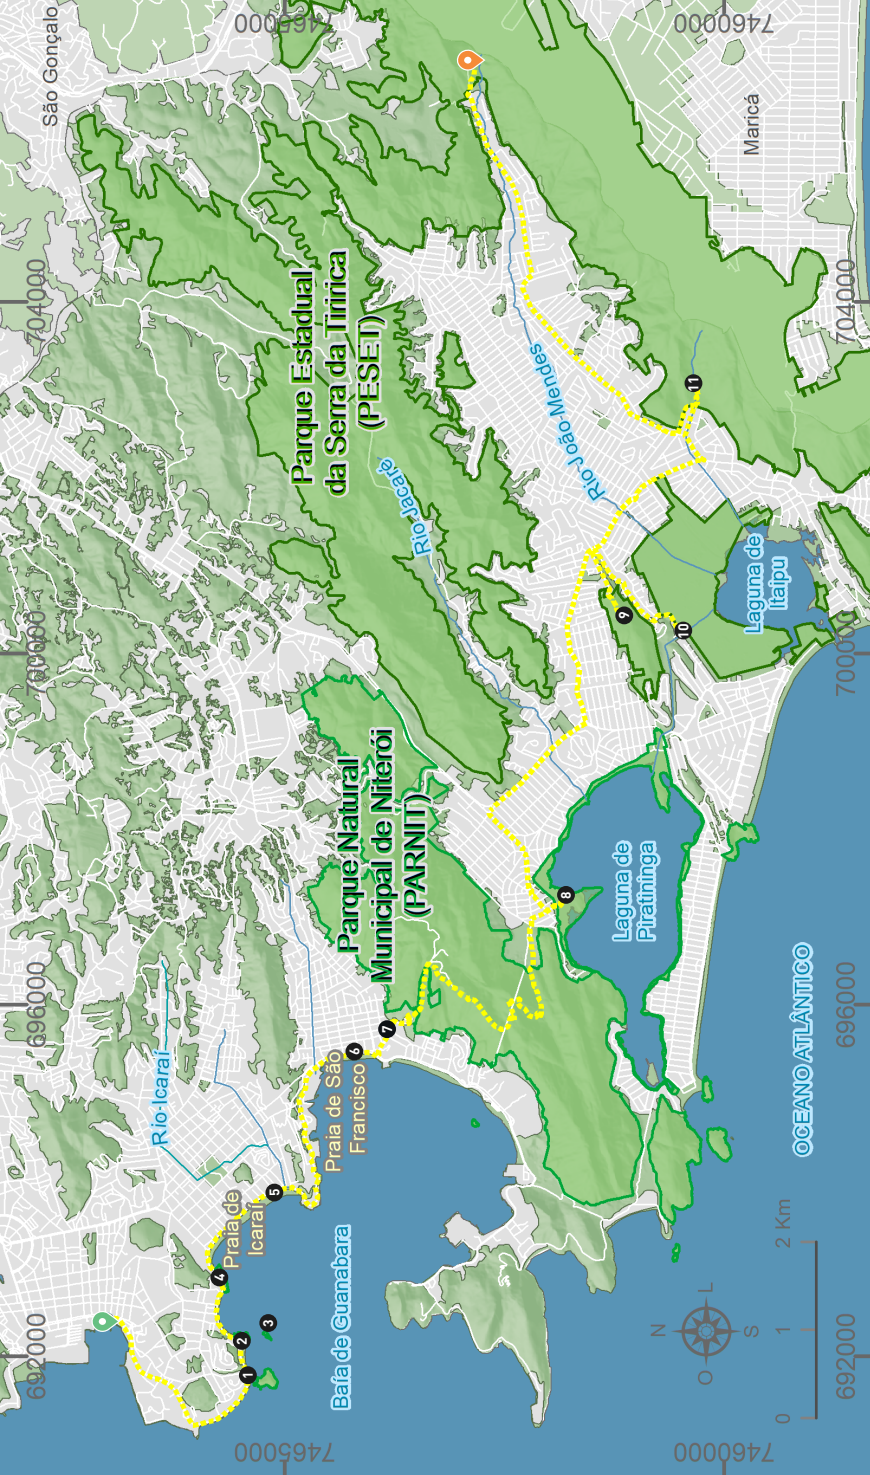 692000
696000
700000
704000
São Gonçalo
7465000
7465000
7460000
7460000
Rio Icaraí
Parque Estadual
da Serra da Tiririca
(PESET)
Parque Natural
Municipal de Niterói
(PARNIT)
Rio Jacaré
Rio João Mendes
Maricá
Praia de
Icaraí
Praia de São
Francisco
Baía de Guanabara
Laguna de
Piratininga
Laguna de
Itaipu
OCEANO ATLÂNTICO
1
2
3
4
5
6
7
8
9
10
11
N
O
L
S
0
1
2 Km
692000
696000
700000
704000